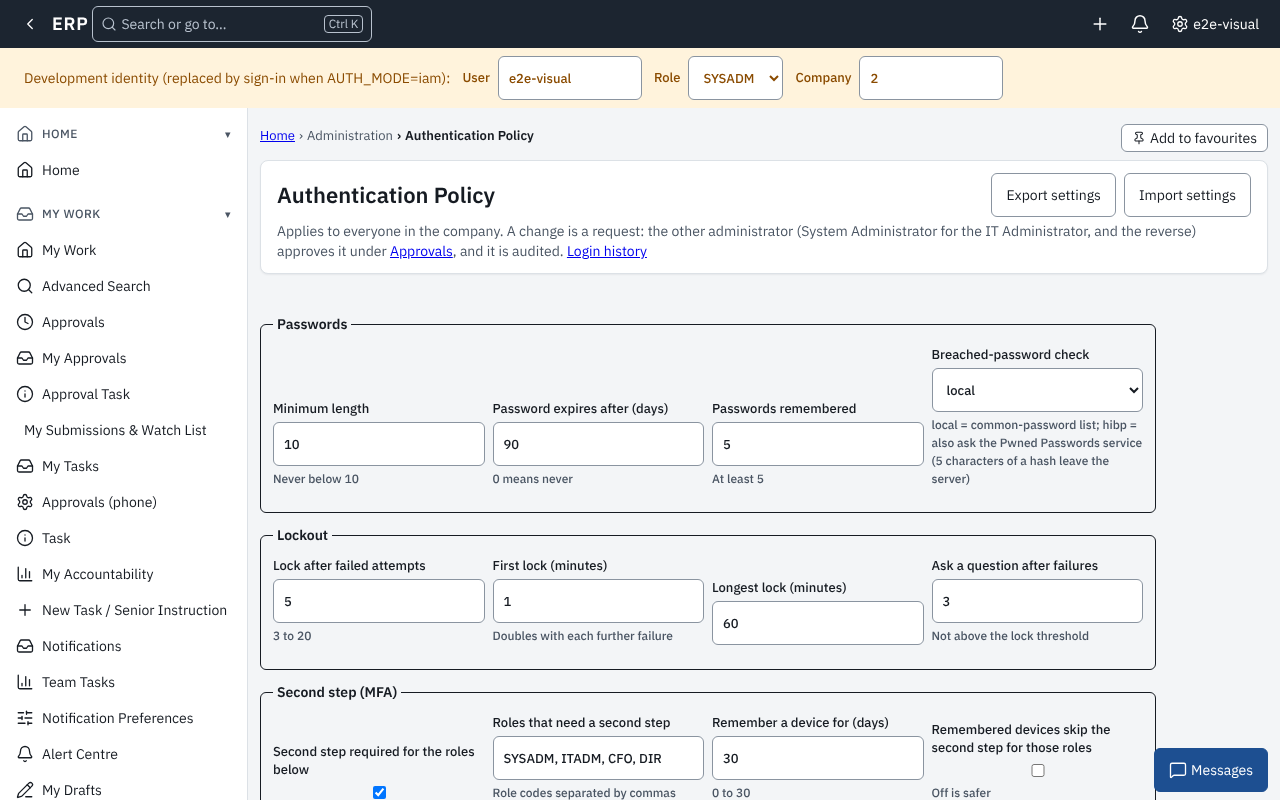 ERP
Search or go to...
Ctrl K
e2e-visual
Development identity (replaced by sign-in when AUTH_MODE=iam):
User
e2e-visual
Role
SYSADM
Company
2
HOME
Home
MY WORK
My Work
Advanced Search
Approvals
My Approvals
Approval Task
My Submissions & Watch List
My Tasks
Approvals (phone)
Task
My Accountability
New Task / Senior Instruction
Notifications
Team Tasks
Notification Preferences
Alert Centre
My Drafts
Home › Administration › Authentication Policy
Add to favourites
Authentication Policy
Export settings
Import settings
Applies to everyone in the company. A change is a request: the other administrator (System Administrator for the IT Administrator, and the reverse)
approves it under Approvals, and it is audited. Login history
Passwords
Minimum length
10
Never below 10
Password expires after (days)
90
0 means never
Passwords remembered
5
At least 5
Breached-password check
local
local = common-password list; hibp =
also ask the Pwned Passwords service
(5 characters of a hash leave the
server)
Lockout
Lock after failed attempts
5
3 to 20
First lock (minutes)
1
Doubles with each further failure
Longest lock (minutes)
60
Ask a question after failures
3
Not above the lock threshold
Second step (MFA)
Second step required for the roles
below
Roles that need a second step
SYSADM, ITADM, CFO, DIR
Role codes separated by commas
Remember a device for (days)
30
0 to 30
Remembered devices skip the
second step for those roles
Off is safer
Messages